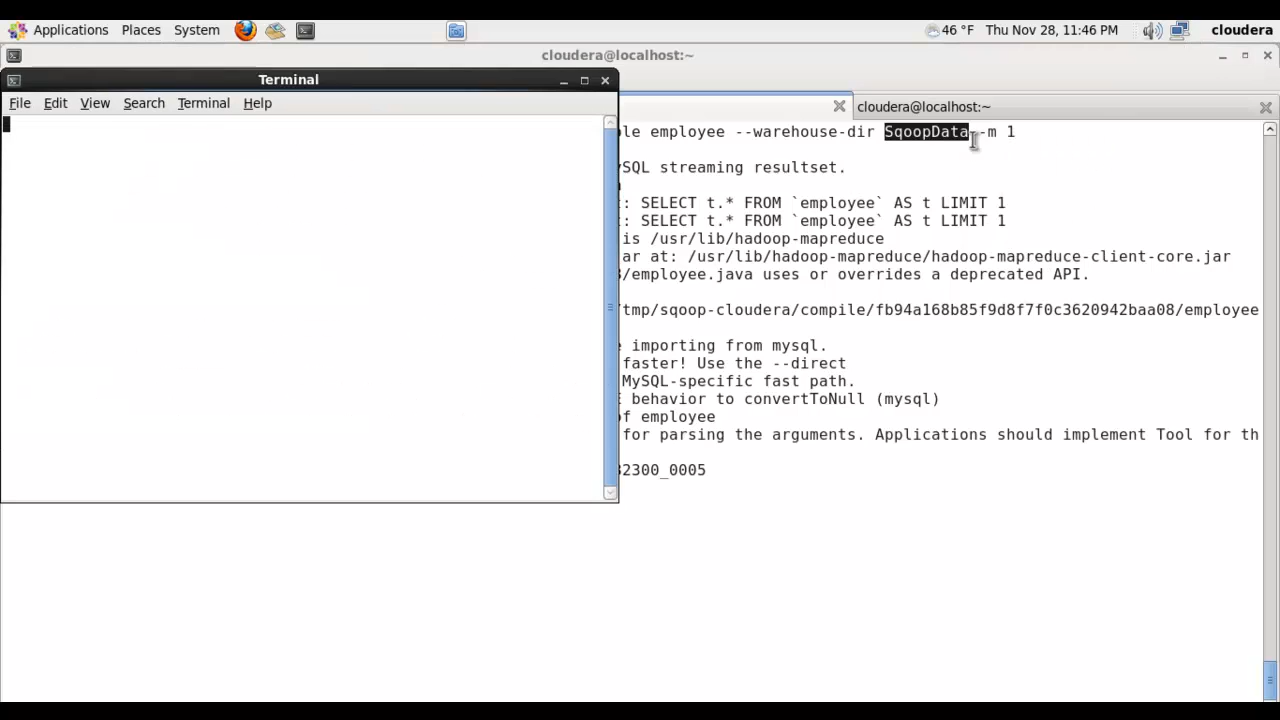 Applications Places System 46 °F Thu Nov 28, 11:46 PM cloudera
cloudera@localhost:~
Terminal
File Edit View Search Terminal Help
cloudera@localhost:~
employee --warehouse-dir SqoopData -m 1
SQL streaming resultset.
: SELECT t.* FROM `employee` AS t LIMIT 1
: SELECT t.* FROM `employee` AS t LIMIT 1
is /usr/lib/hadoop-mapreduce
ar at: /usr/lib/hadoop-mapreduce/hadoop-mapreduce-client-core.jar
/employee.java uses or overrides a deprecated API.
/tmp/sqoop-cloudera/compile/fb94a168b85f9d8f7f0c3620942baa08/employee
importing from mysql.
faster! Use the --direct
MySQL-specific fast path.
behavior to convertToNull (mysql)
of employee
for parsing the arguments. Applications should implement Tool for th
32300_0005